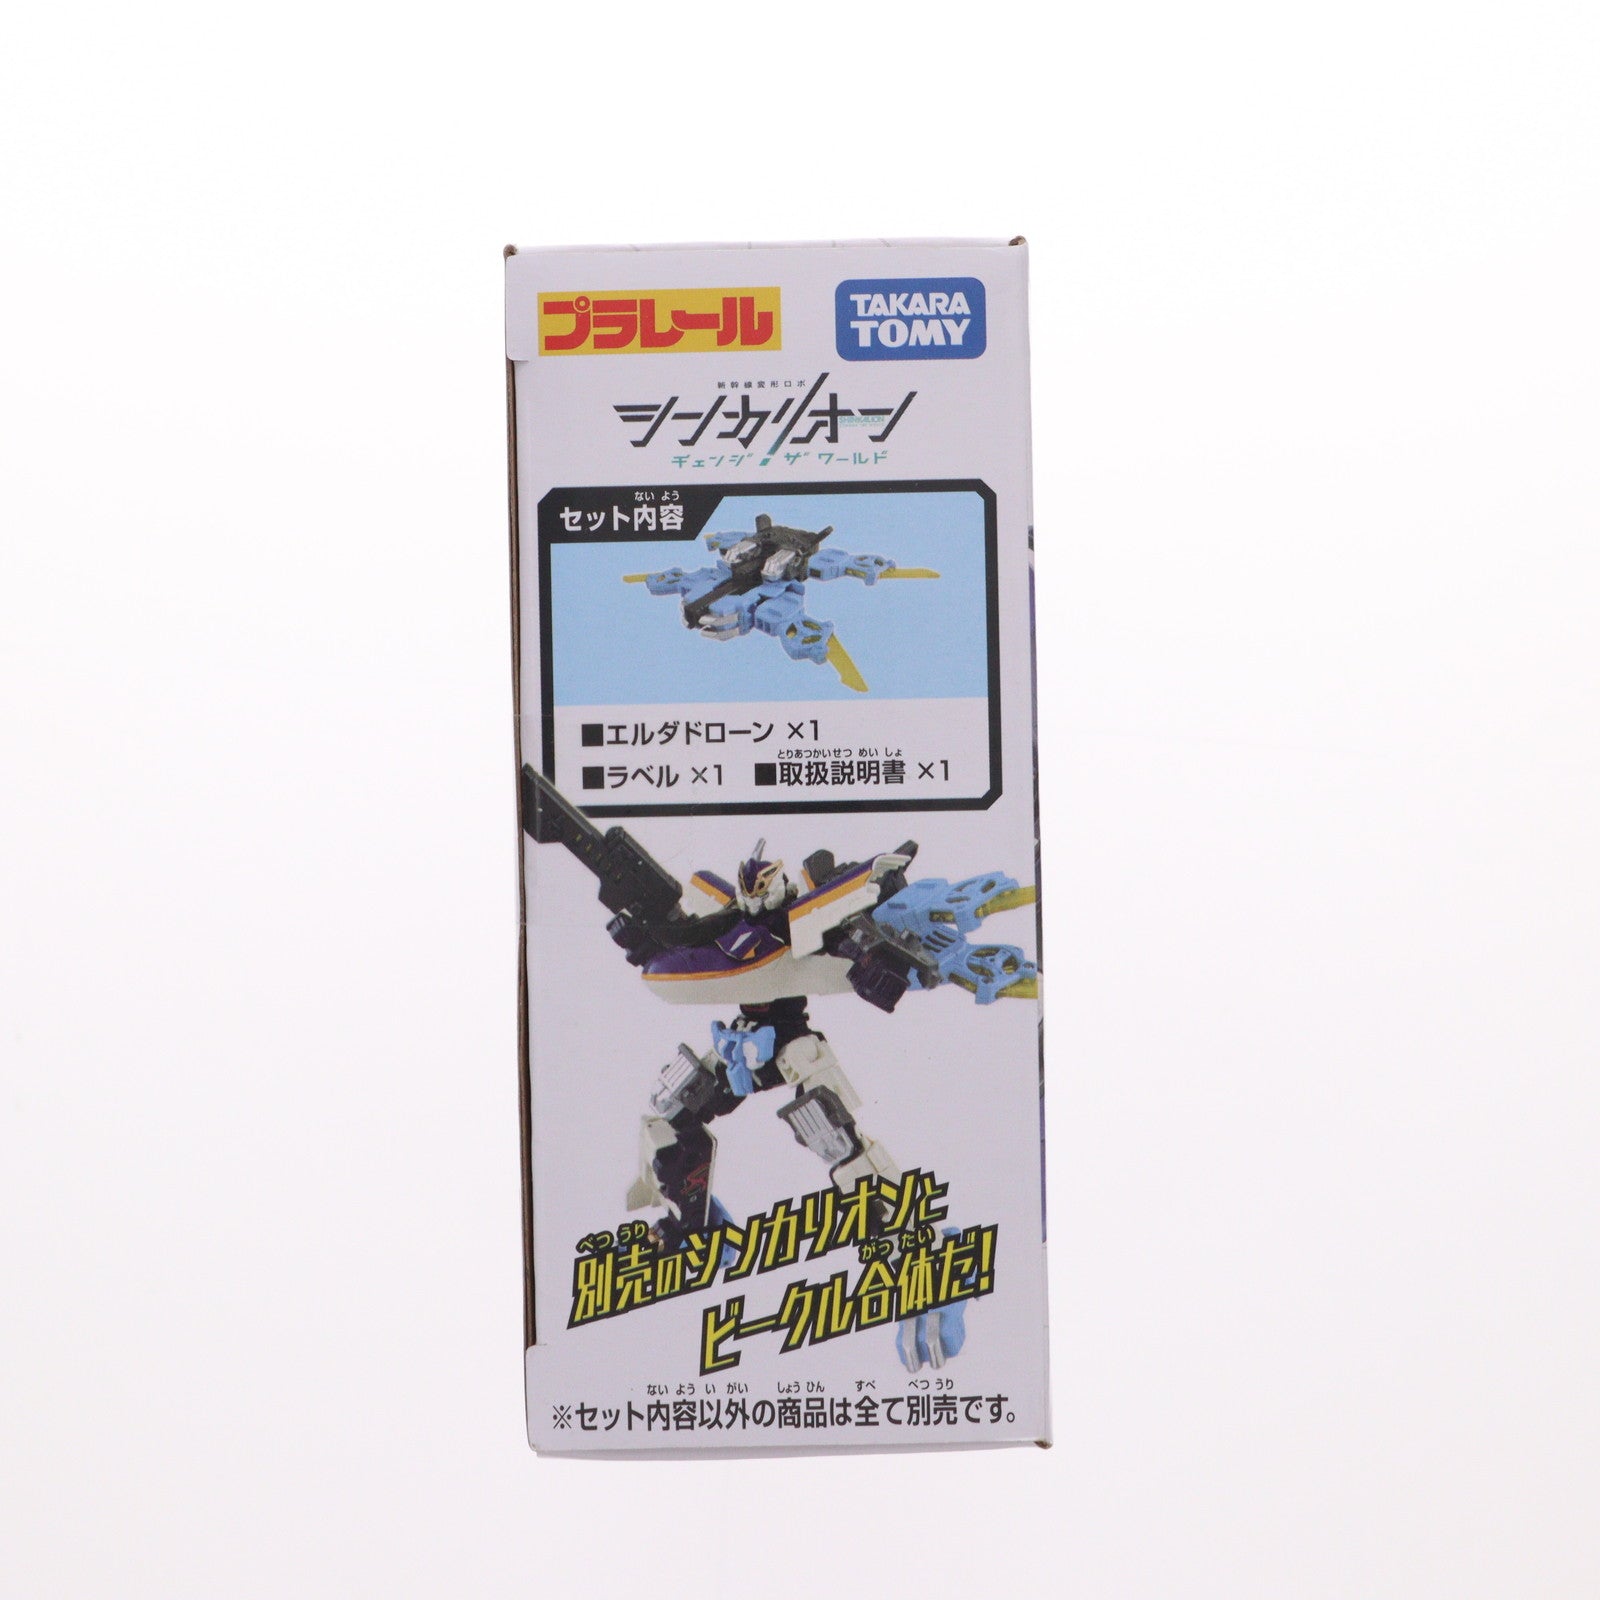 プラレール
TAKARA
TOMY
新幹線変形ロボ
シンカリオン
SHINKALION
チェンジ ザ ワールド
ない よう
セット内容
■エルダドローン ×1
とりあつかいせつ めい しょ
■ラベル ×1 ■取扱説明書 ×1
べつ うり
別売のシンカリオンと
がっ たい
ビークル合体だ!
ない よう い がい しょう ひん すべ べつ うり
※セット内容以外の商品は全て別売です。